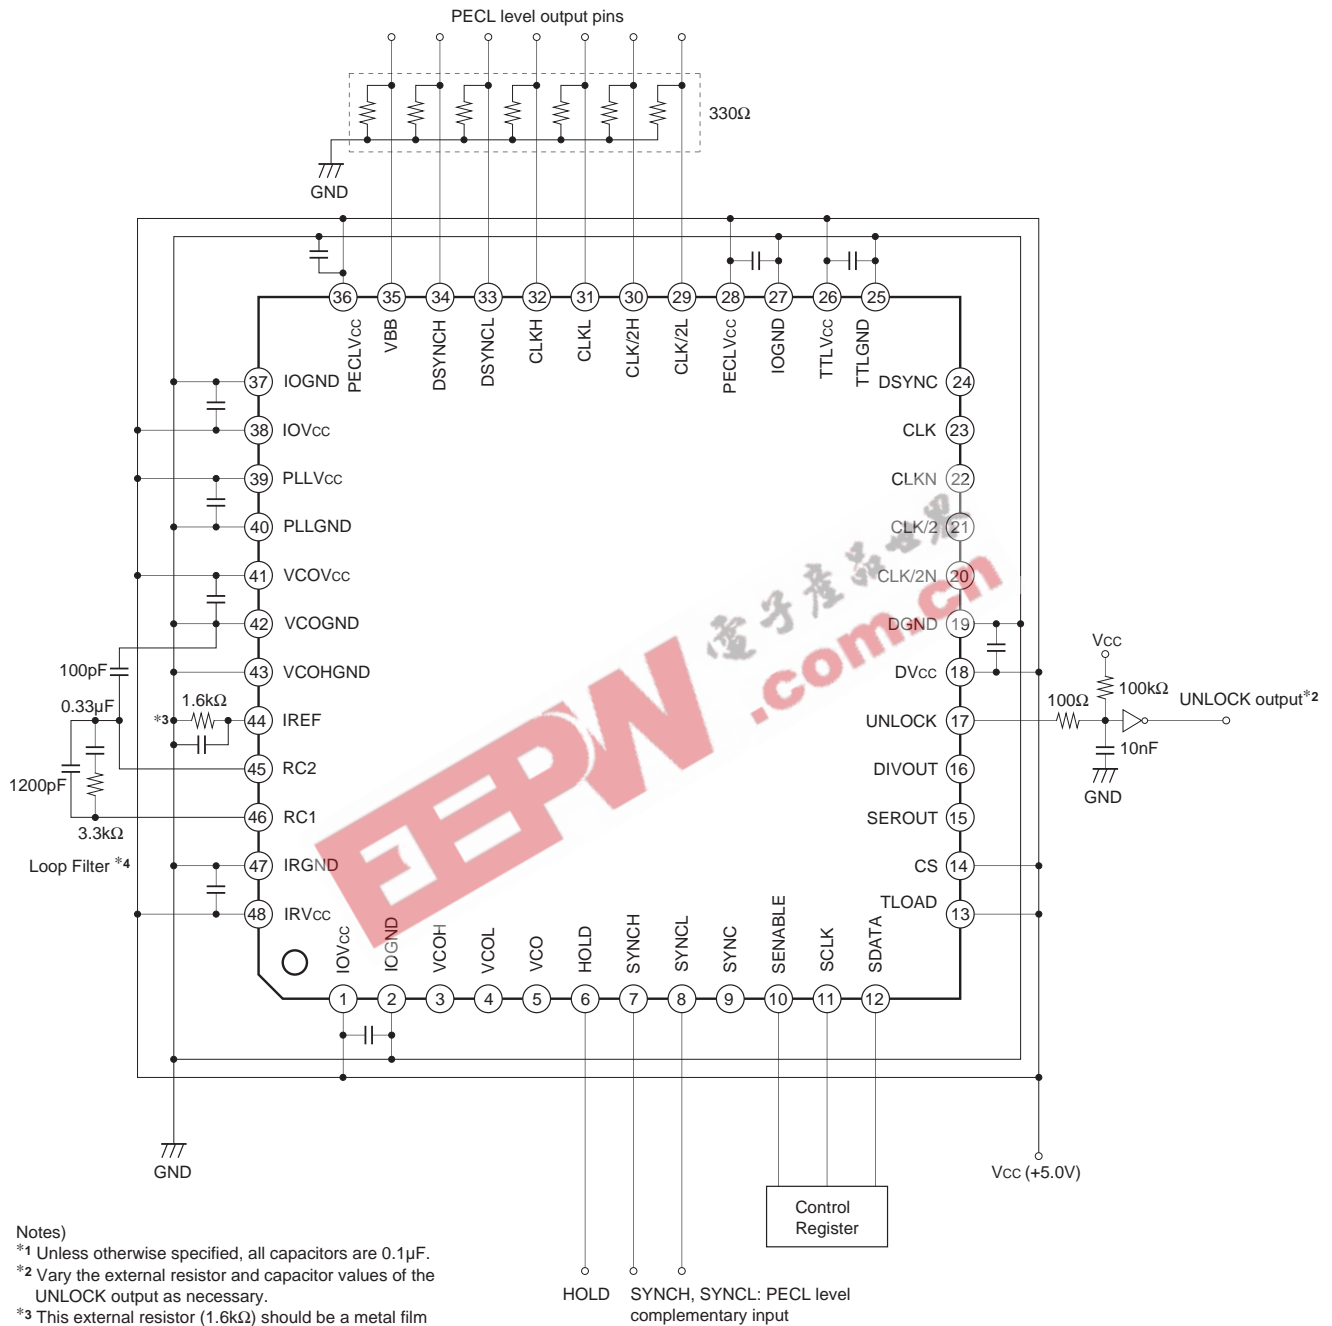 PECL level output pins
330Ω
GND
36 35 34 33 32 31 30 29 28 27 26 25
PECLVcc
VBB
DSYNCH
DSYNCL
CLKH
CLKL
CLK/2H
CLK/2L
PECLVcc
IOGND
TTLVcc
TTLGND
37 IOGND
38 IOVcc
39 PLLVcc
40 PLLGND
41 VCOVcc
42 VCOGND
43 VCOHGND
44 IREF
45 RC2
46 RC1
47 IRGND
48 IRVcc
100pF
0.33µF
1.6kΩ
*3
1200pF
3.3kΩ
Loop Filter *4
DSYNC 24
CLK 23
CLKN 22
CLK/2 21
CLK/2N 20
DGND 19
DVcc 18
UNLOCK 17
DIVOUT 16
SEROUT 15
CS 14
TLOAD 13
Vcc
100Ω
100kΩ
UNLOCK output*2
10nF
GND
電子產品世界
EEPW.com.cn
IOVcc
IOGND
VCOH
VCOL
VCO
HOLD
SYNCH
SYNCL
SYNC
SENABLE
SCLK
SDATA
1 2 3 4 5 6 7 8 9 10 11 12
GND
Vcc (+5.0V)
Control
Register
HOLD
SYNCH, SYNCL: PECL level
complementary input
Notes)
*1 Unless otherwise specified, all capacitors are 0.1µF.
*2 Vary the external resistor and capacitor values of the
UNLOCK output as necessary.
*3 This external resistor (1.6kΩ) should be a metal film